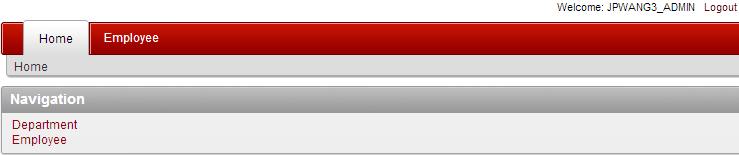 Welcome: JPWANG3_ADMIN Logout
Home Employee
Home
Navigation
Department
Employee